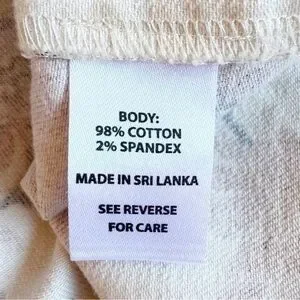 BODY:
98% COTTON
2% SPANDEX
MADE IN SRI LANKA
SEE REVERSE
FOR CARE